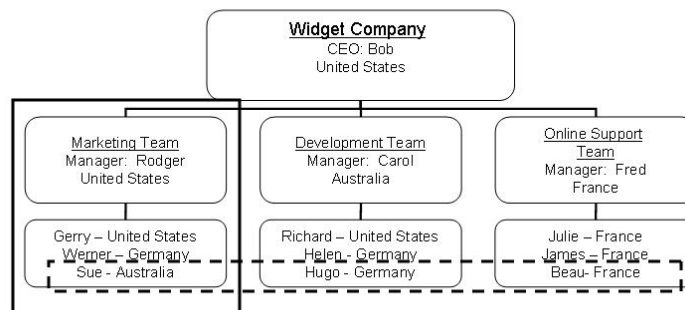 Widget Company
CEO: Bob
United States
Marketing Team
Manager: Rodger
United States
Development Team
Manager: Carol
Australia
Online Support
Team
Manager: Fred
France
Gerry – United States
Werner – Germany
Sue - Australia
Richard – United States
Helen - Germany
Hugo - Germany
Julie – France
James – France
Beau- France